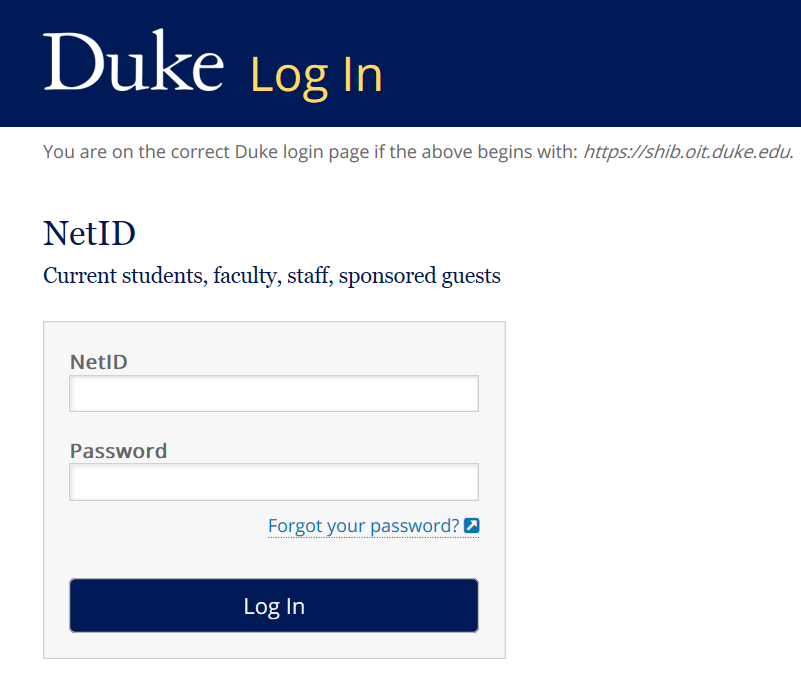 Duke Log In
You are on the correct Duke login page if the above begins with: https://shib.oit.duke.edu.
NetID
Current students, faculty, staff, sponsored guests
NetID
Password
Forgot your password?
Log In